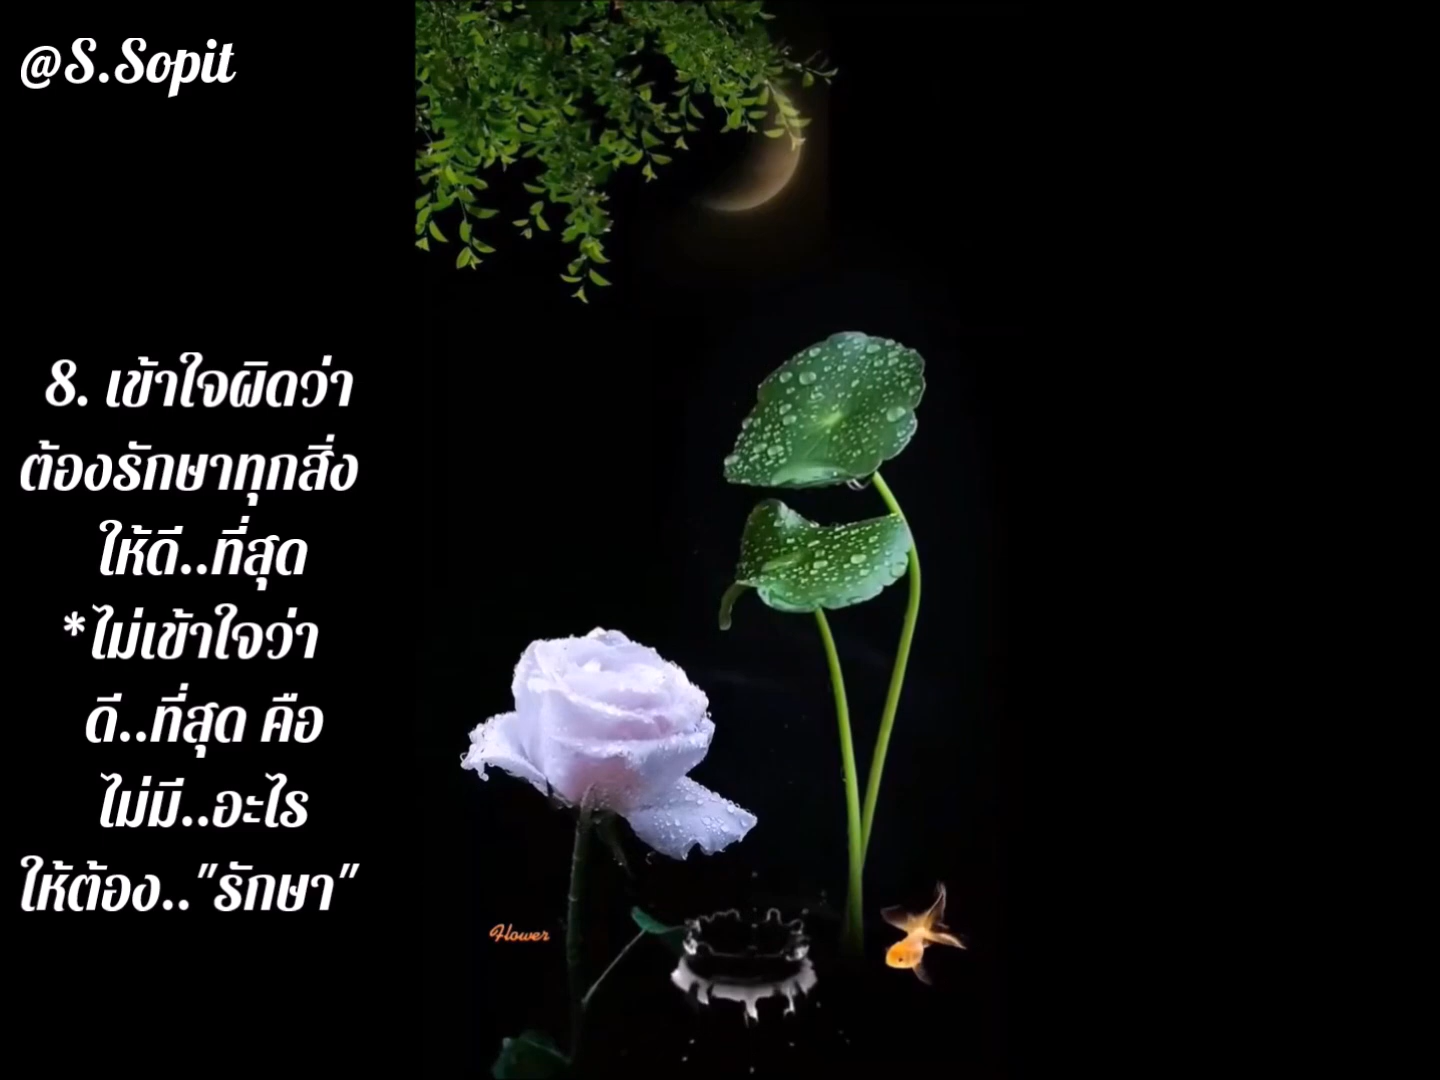 @S.Sopit
8. เข้าใจผิดว่า
ต้องรักษาทุกสิ่ง
ให้ดี..ที่สุด
*ไม่เข้าใจว่า
ดี..ที่สุด คือ
ไม่มี..อะไร
ให้ต้อง.."รักษา"
Flower